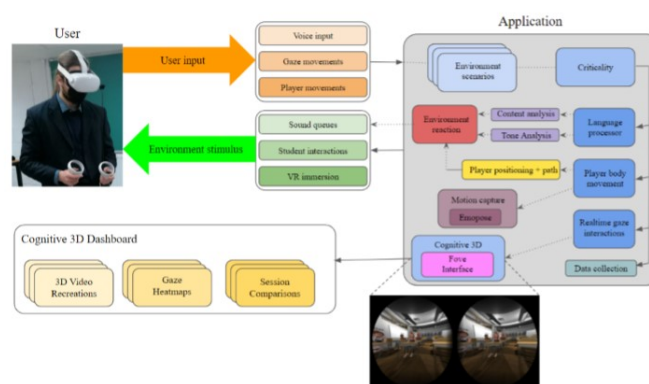 User
Application
User input
Voice input
Gaze movements
Player movements
Environment
scenarios
Criticality
Environment stimulus
Sound queues
Student interactions
VR immersion
Environment
reaction
Content analysis
Tone Analysis
Language
processor
Player positioning + path
Player body
movement
Motion capture
Emopose
Realtime gaze
interactions
Cognitive 3D
Fove
Interface
Data collection
Cognitive 3D Dashboard
3D Video
Recreations
Gaze
Heatmaps
Session
Comparisons